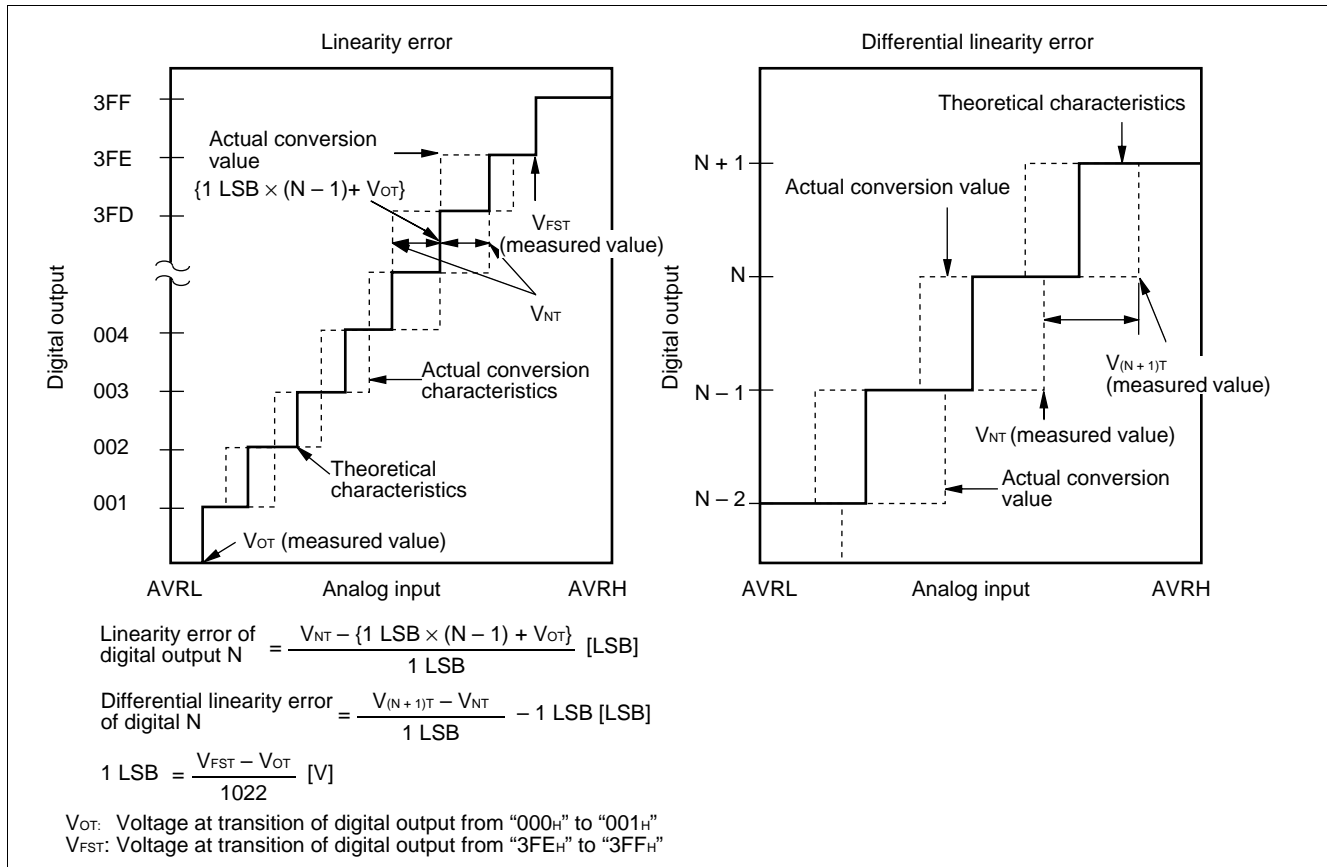 Linearity error
3FF
3FE
3FD
004
003
002
001
Digital output
Actual conversion
value
{1 LSB × (N – 1)+ VOT}
VFST
(measured value)
VNT
Actual conversion
characteristics
Theoretical
characteristics
VOT (measured value)
AVRL
Analog input
AVRH
Differential linearity error
N + 1
N
N – 1
N – 2
Digital output
Theoretical characteristics
Actual conversion value
V(N + 1)T
(measured value)
VNT (measured value)
Actual conversion
value
AVRL
Analog input
AVRH
Linearity error of
digital output N
=
VNT – {1 LSB × (N – 1) + VOT}
1 LSB
[LSB]
Differential linearity error
of digital N
=
V(N + 1)T – VNT
1 LSB
– 1 LSB [LSB]
1 LSB =
VFST – VOT
1022
[V]
VOT: Voltage at transition of digital output from “000H” to “001H”
VFST: Voltage at transition of digital output from “3FEH” to “3FFH”